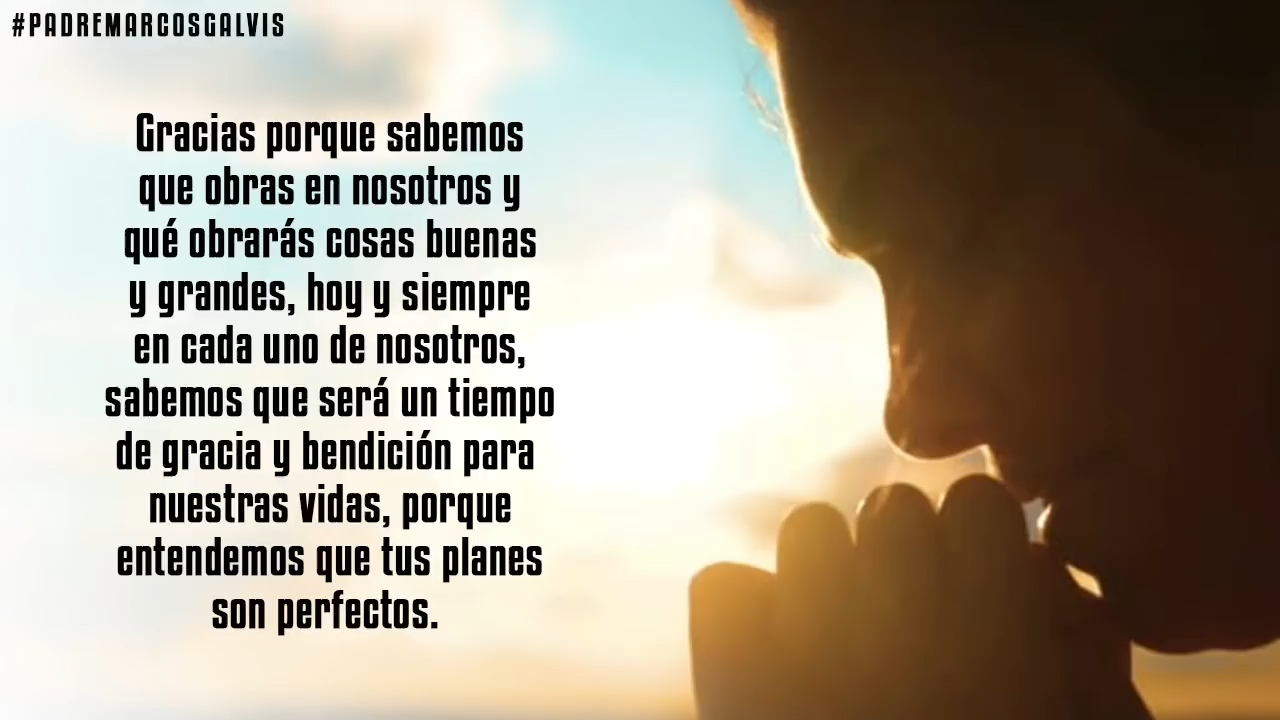 #PADREMARCOSGALVIS
Gracias porque sabemos
que obras en nosotros y
qué obrarás cosas buenas
y grandes, hoy y siempre
en cada uno de nosotros,
sabemos que será un tiempo
de gracia y bendición para
nuestras vidas, porque
entendemos que tus planes
son perfectos.